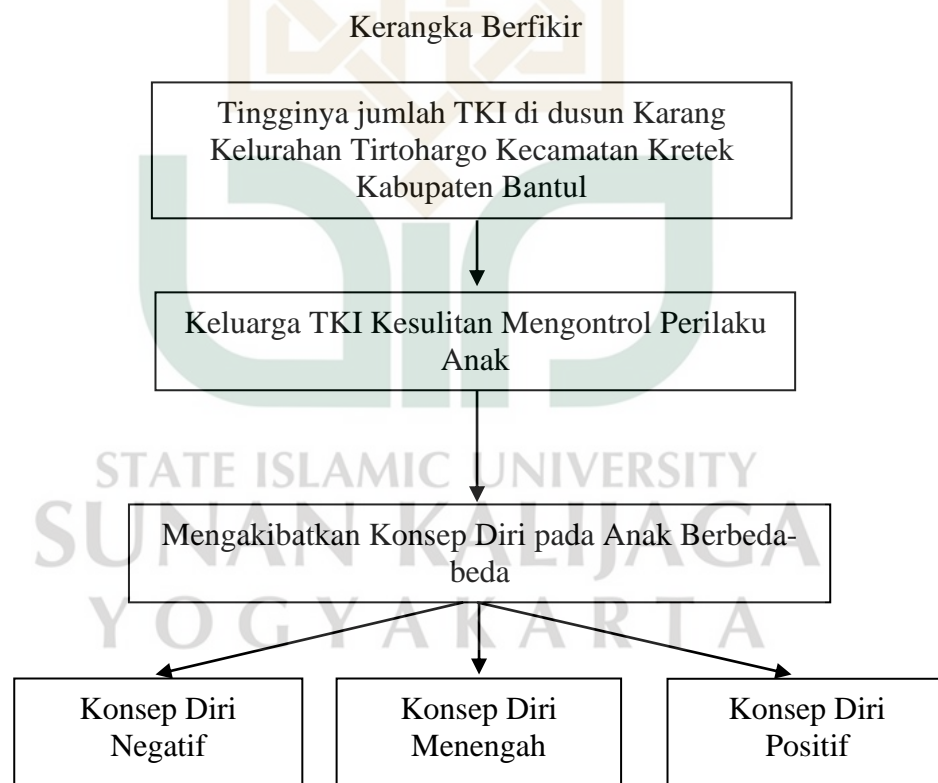 Kerangka Berfikir
Tingginya jumlah TKI di dusun Karang
Kelurahan Tirtohargo Kecamatan Kretek
Kabupaten Bantul
Keluarga TKI Kesulitan Mengontrol Perilaku
Anak
STATE ISLAMIC UNIVERSITY
SUNAN KALIJAGA
Mengakibatkan Konsep Diri pada Anak Berbeda-
beda
YOGYAKARTA
Konsep Diri
Negatif
Konsep Diri
Menengah
Konsep Diri
Positif